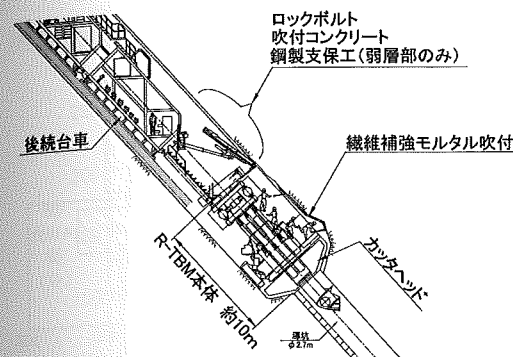 ロックボルト
吹付コンクリート
鋼製支保工(弱層部のみ)
後続台車
繊維補強モルタル吹付
カッタヘッド
R-TBM本体 約10m
導坑
φ2.7m